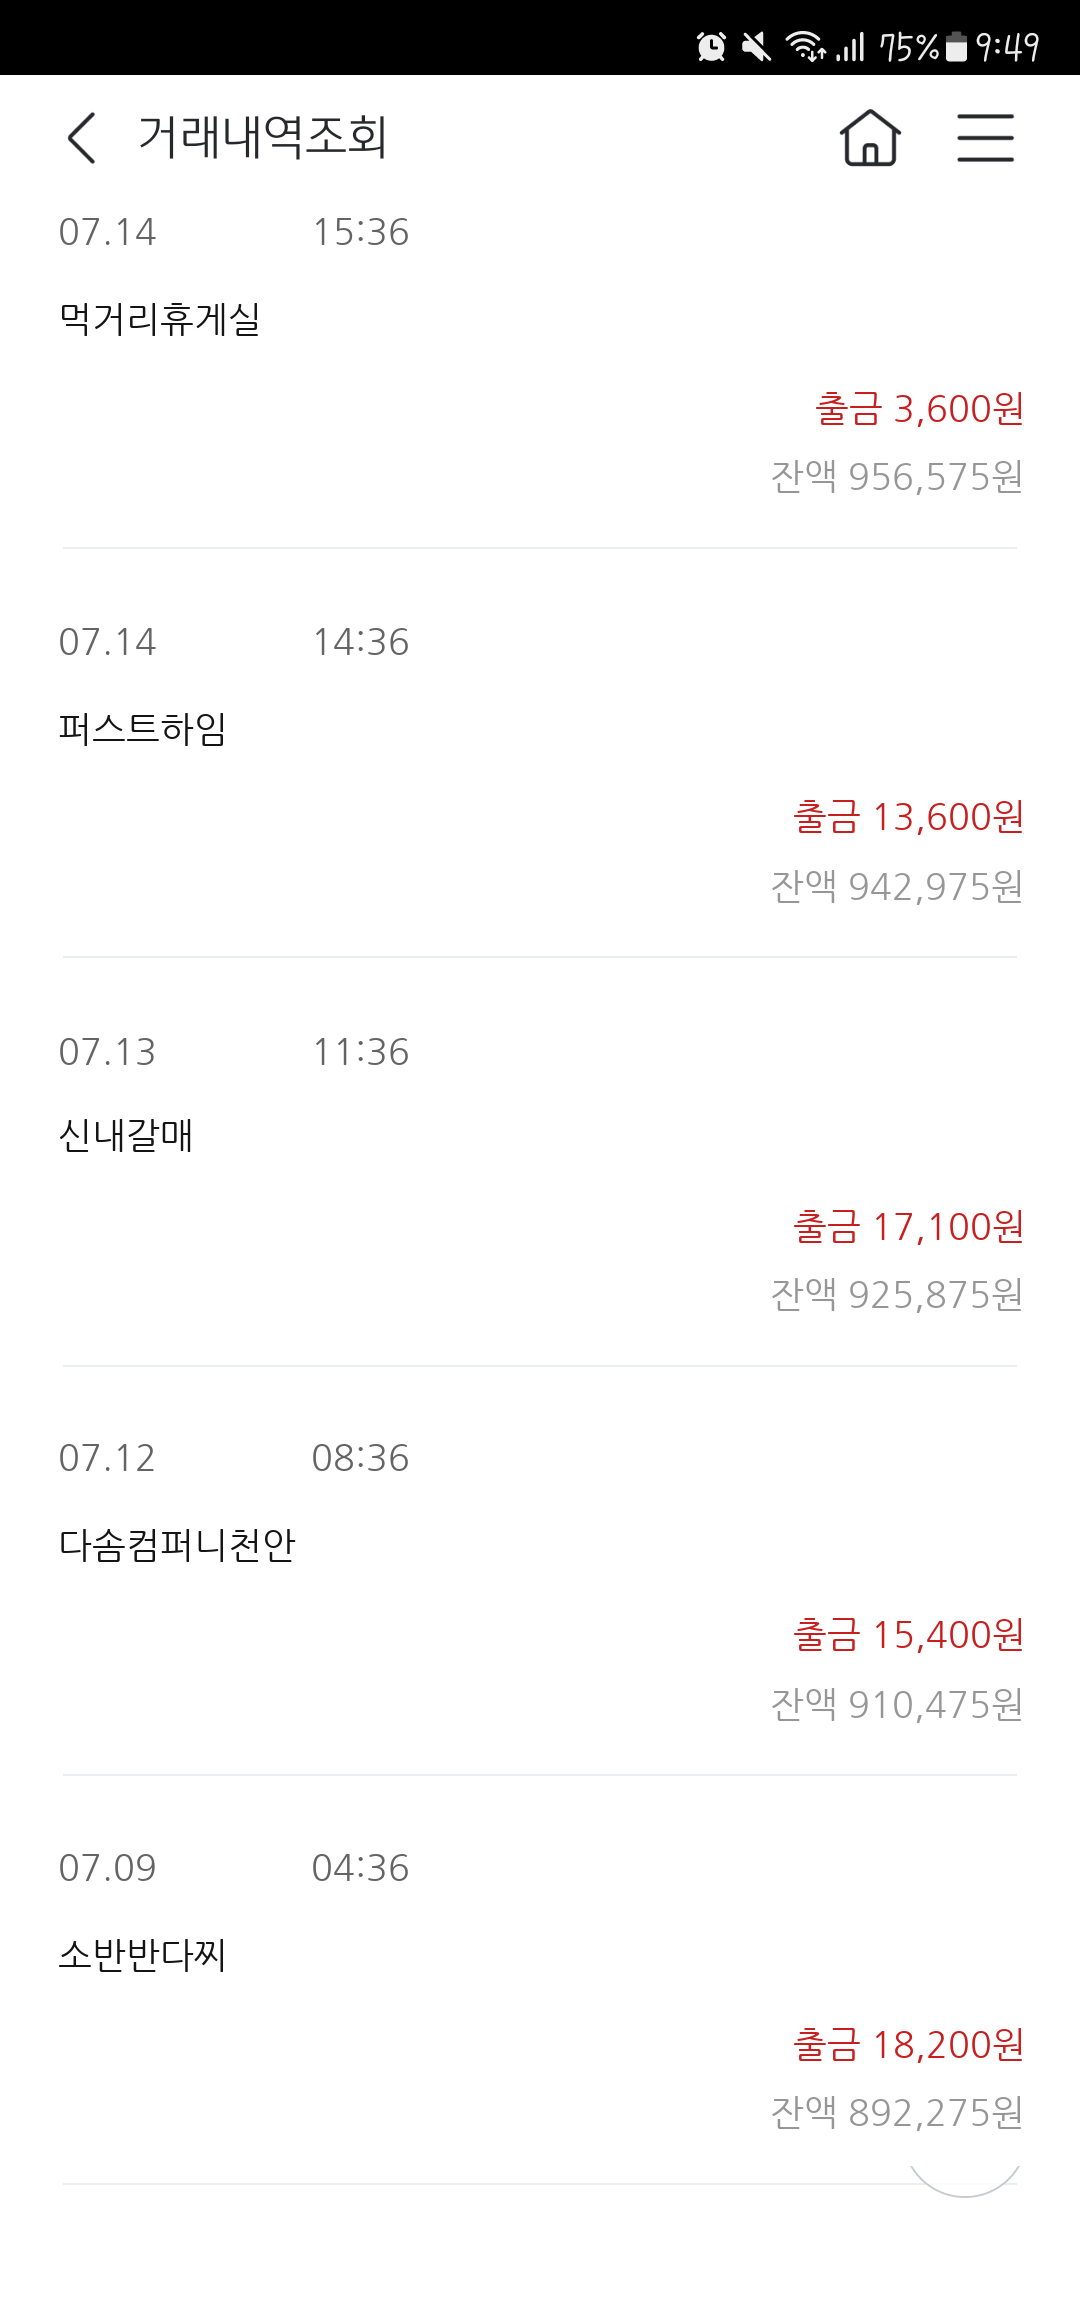 75% 9:49
거래내역조회
07.14 15:36
먹거리휴게실
출금 3,600원
잔액 956,575원
07.14 14:36
퍼스트하임
출금 13,600원
잔액 942,975원
07.13 11:36
신내갈매
출금 17,100원
잔액 925,875원
07.12 08:36
다솜컴퍼니천안
출금 15,400원
잔액 910,475원
07.09 04:36
소반반다찌
출금 18,200원
잔액 892,275원